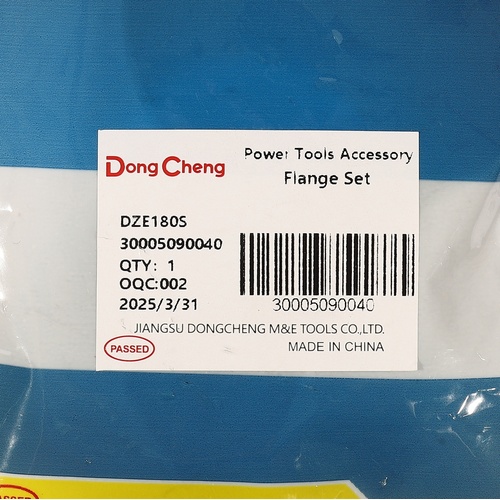 Dong Cheng
Power Tools Accessory
Flange Set
DZE180S
30005090040
QTY: 1
OQC:002
2025/3/31
30005090040
JIANGSU DONGCHENG M&E TOOLS CO.,LTD.
PASSED
MADE IN CHINA